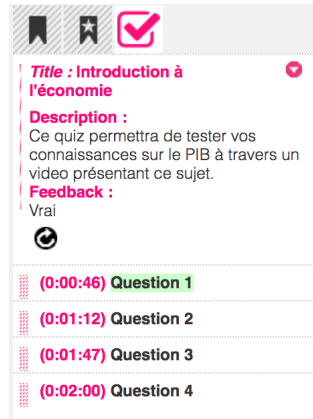 Title : Introduction à
l'économie
Description :
Ce quiz permettra de tester vos
connaissances sur le PIB à travers un
video présentant ce sujet.
Feedback :
Vrai
(0:00:46) Question 1
(0:01:12) Question 2
(0:01:47) Question 3
(0:02:00) Question 4